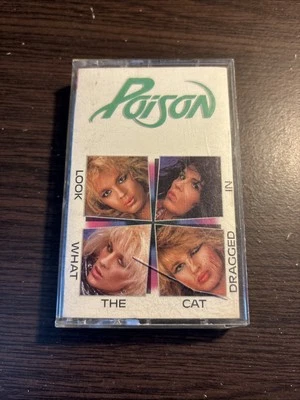 Poison
LOOK
WHAT
THE
CAT
DRAGGED
IN